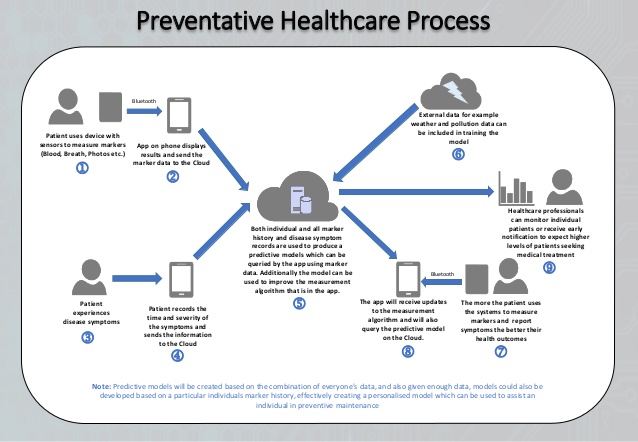 Preventative Healthcare Process
Bluetooth
Patient uses device with
sensors to measure markers
(Blood, Breath, Photos etc.)
①
App on phone displays
results and send the
marker data to the Cloud
②
External data for example
weather and pollution data can
be included in training the
model
⑥
Both individual and all marker
history and disease symptom
records are used to produce a
predictive models which can be
queried by the app using marker
data. Additionally the model can be
used to improve the measurement
algorithm that is in the app.
⑤
Healthcare professionals
can monitor individual
patients or receive early
notification to expect higher
levels of patients seeking
medical treatment
⑨
Patient
experiences
disease symptoms
③
Patient records the
time and severity of
the symptoms and
sends the information
to the Cloud
④
Bluetooth
The app will receive updates
to the measurement
algorithm and will also
query the predictive model
on the Cloud.
⑧
The more the patient uses
the systems to measure
markers and report
symptoms the better their
health outcomes
⑦
Note: Predictive models will be created based on the combination of everyone's data, and also given enough data, models could also be
developed based on a particular individuals marker history, effectively creating a personalised model which can be used to assist an
individual in preventive maintenance